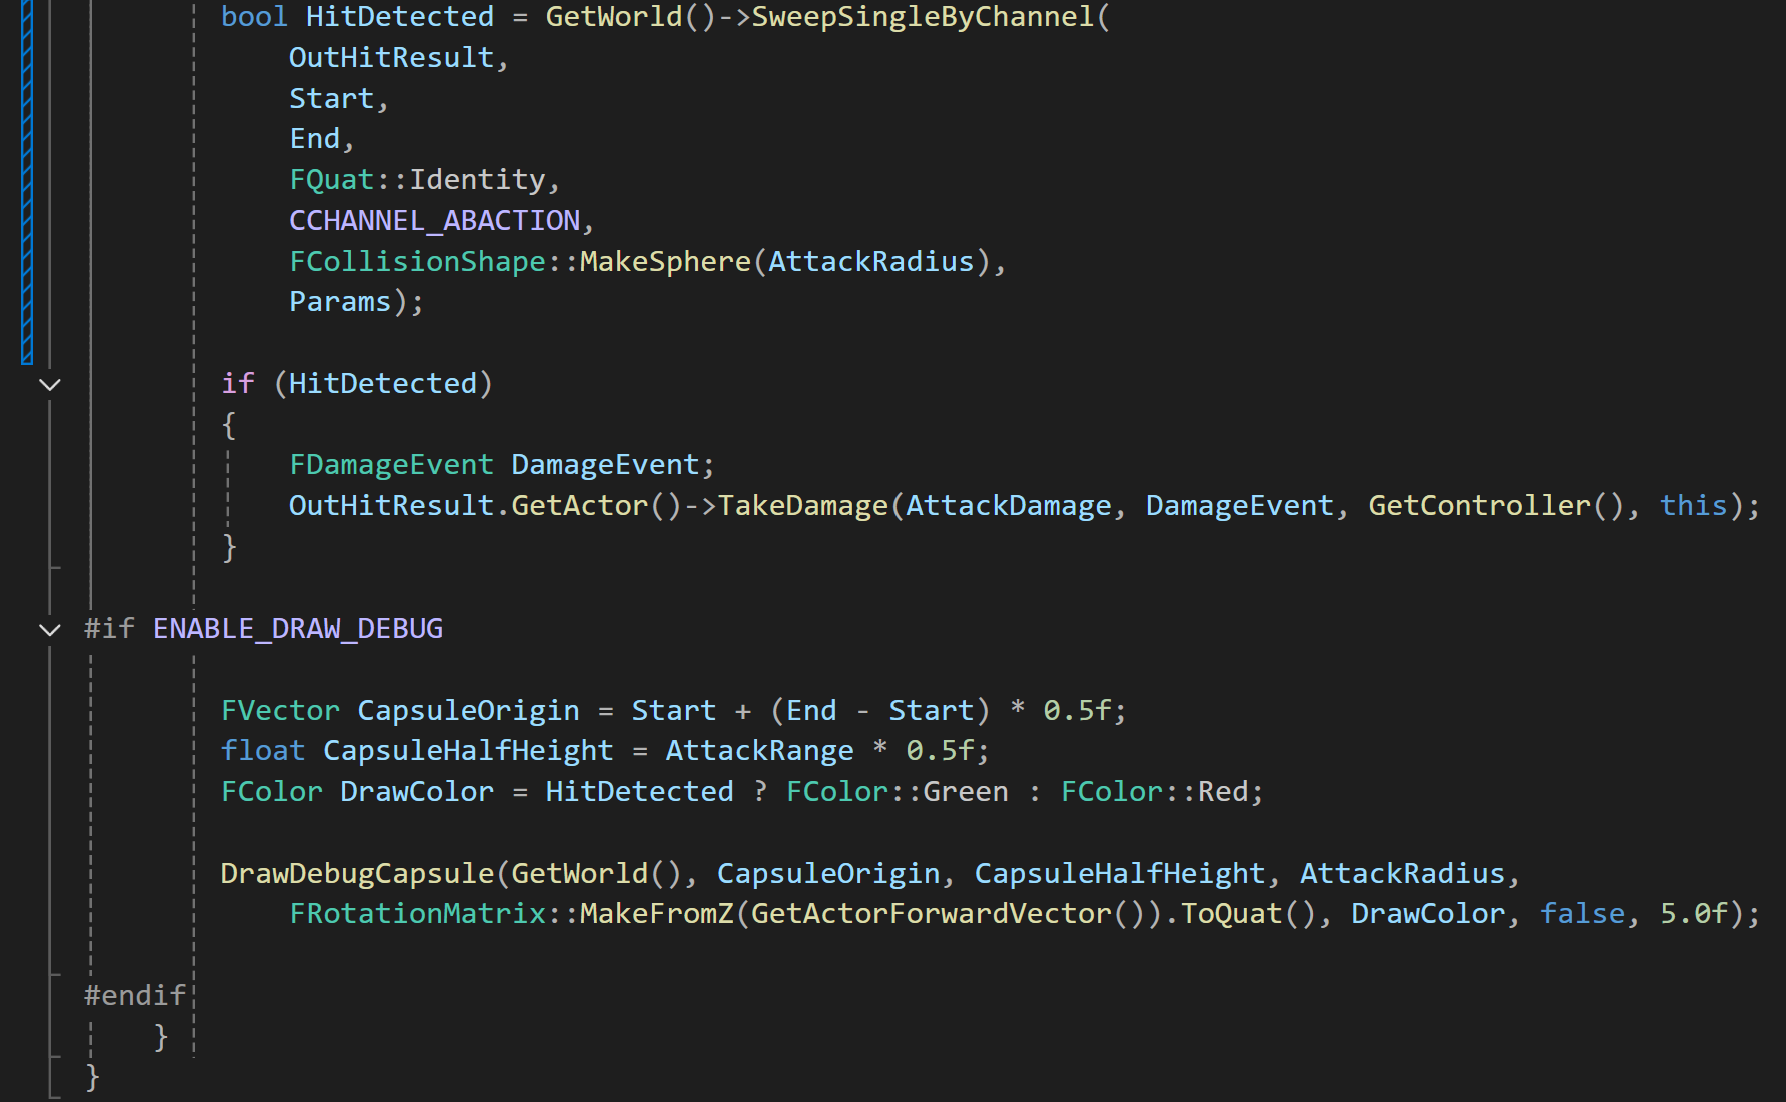 bool HitDetected = GetWorld()->SweepSingleByChannel(
OutHitResult,
Start,
End,
FQuat::Identity,
CCHANNEL_ABACTION,
FCollisionShape::MakeSphere(AttackRadius),
Params);
if (HitDetected)
{
FDamageEvent DamageEvent;
OutHitResult.GetActor()->TakeDamage(AttackDamage, DamageEvent, GetController(), this);
}
#if ENABLE_DRAW_DEBUG
FVector CapsuleOrigin = Start + (End - Start) * 0.5f;
float CapsuleHalfHeight = AttackRange * 0.5f;
FColor DrawColor = HitDetected ? FColor::Green : FColor::Red;
DrawDebugCapsule(GetWorld(), CapsuleOrigin, CapsuleHalfHeight, AttackRadius,
FRotationMatrix::MakeFromZ(GetActorForwardVector()).ToQuat(), DrawColor, false, 5.0f);
#endif
}
}